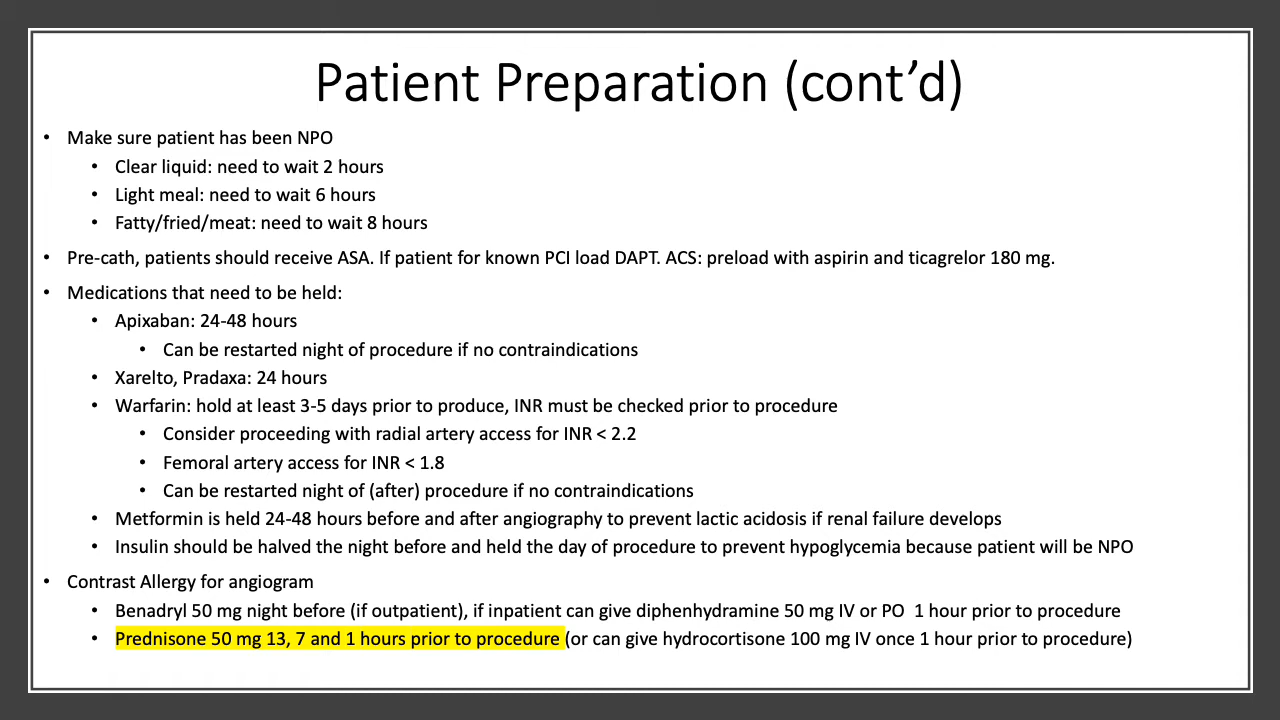 Patient Preparation (cont’d)
• Make sure patient has been NPO
• Clear liquid: need to wait 2 hours
• Light meal: need to wait 6 hours
• Fatty/fried/meat: need to wait 8 hours
• Pre-cath, patients should receive ASA. If patient for known PCI load DAPT. ACS: preload with aspirin and ticagrelor 180 mg.
• Medications that need to be held:
• Apixaban: 24-48 hours
• Can be restarted night of procedure if no contraindications
• Xarelto, Pradaxa: 24 hours
• Warfarin: hold at least 3-5 days prior to produce, INR must be checked prior to procedure
• Consider proceeding with radial artery access for INR < 2.2
• Femoral artery access for INR < 1.8
• Can be restarted night of (after) procedure if no contraindications
• Metformin is held 24-48 hours before and after angiography to prevent lactic acidosis if renal failure develops
• Insulin should be halved the night before and held the day of procedure to prevent hypoglycemia because patient will be NPO
• Contrast Allergy for angiogram
• Benadryl 50 mg night before (if outpatient), if inpatient can give diphenhydramine 50 mg IV or PO  1 hour prior to procedure
• Prednisone 50 mg 13, 7 and 1 hours prior to procedure (or can give hydrocortisone 100 mg IV once 1 hour prior to procedure)